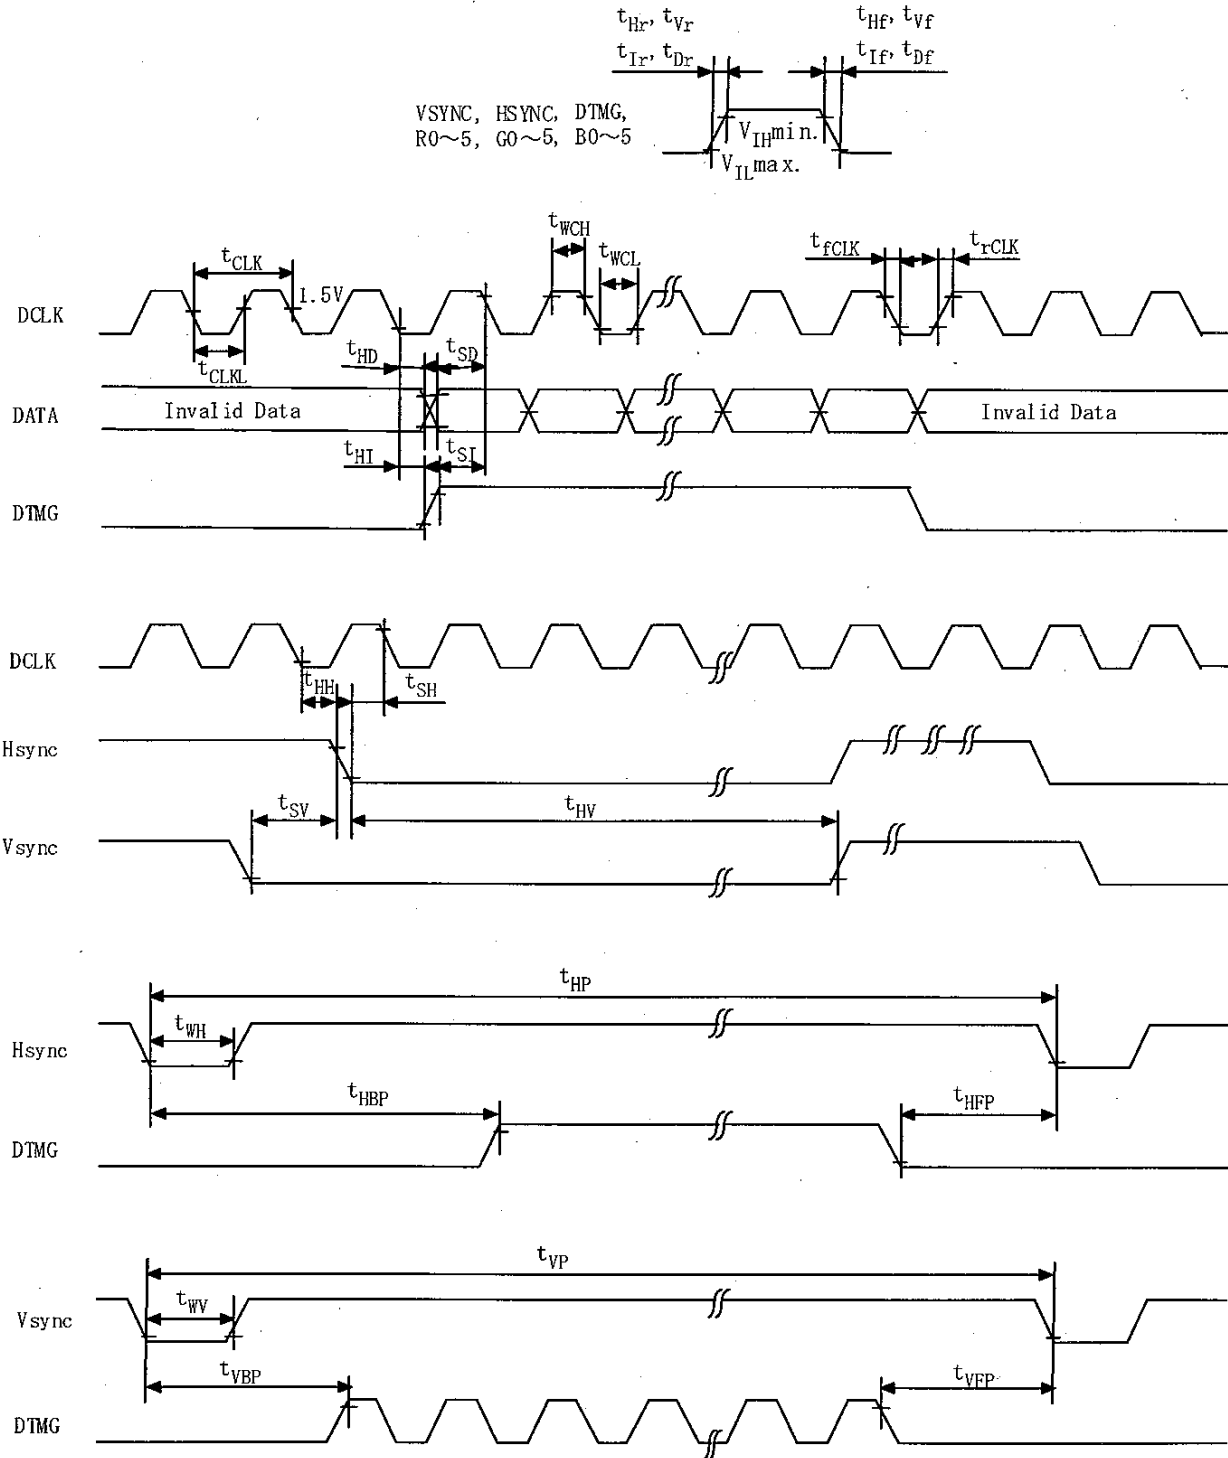 tHr, tVr
tHf, tVf
tIr, tDr
tIf, tDf
VSYNC, HSYNC, DTMG,
R0～5, G0～5, B0～5
VIHmin.
VILmax.
tCLK
tWCH
tWCL
tfCLK
trCLK
1.5V
DCLK
tCLKL
tHD
tSD
DATA
Invalid Data
Invalid Data
tHI
tSI
DTMG
DCLK
tHH
tSH
Hsync
tSV
tHV
Vsync
tHP
tWH
Hsync
tHBP
tHFP
DTMG
tVP
tWV
Vsync
tVBP
tVFP
DTMG